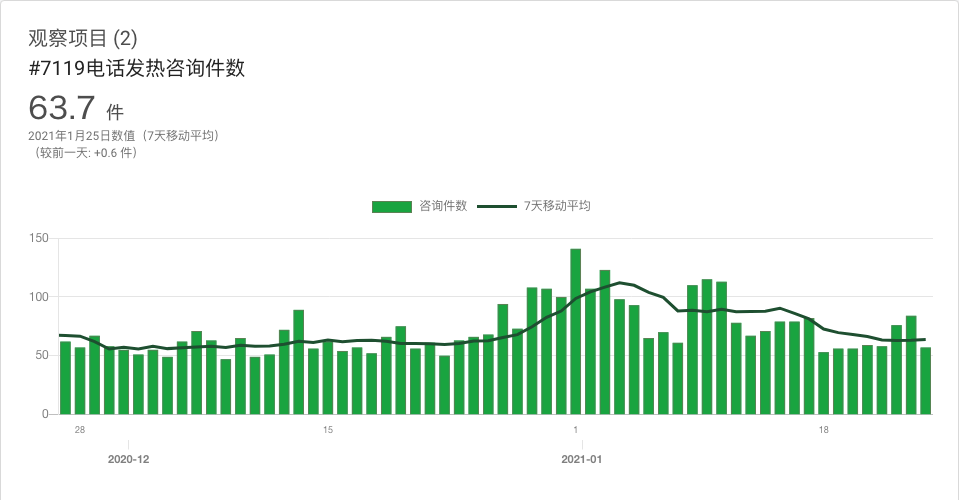 观察项目 (2)
#7119电话发热咨询件数
63.7 件
2021年1月25日数值（7天移动平均）
（较前一天: +0.6 件）
咨询件数 7天移动平均
150
100
50
0
28 15 1 18
2020-12 2021-01